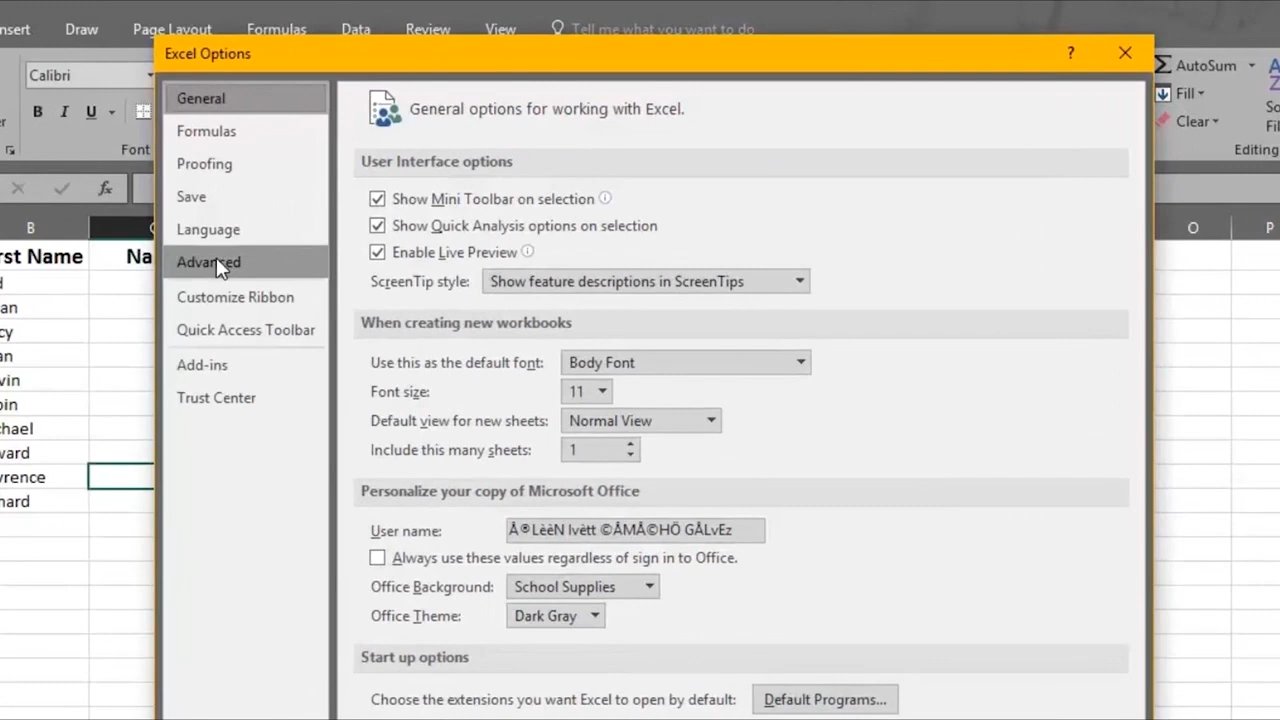 nsert Draw Page Layout Formulas Data Review View Tell me what you want to do
Excel Options ?
Calibri
AutoSum
B I U
Fill
Clear
Font
Editing
fx
General
Formulas
Proofing
Save
Language
Advanced
Customize Ribbon
Quick Access Toolbar
Add-ins
Trust Center
General options for working with Excel.
User Interface options
Show Mini Toolbar on selection
Show Quick Analysis options on selection
Enable Live Preview
ScreenTip style: Show feature descriptions in ScreenTips
When creating new workbooks
Use this as the default font: Body Font
Font size: 11
Default view for new sheets: Normal View
Include this many sheets: 1
Personalize your copy of Microsoft Office
User name: Å®LèëN Ivètt ©ÅMÅ©HÖ GÅLvEz
Always use these values regardless of sign in to Office.
Office Background: School Supplies
Office Theme: Dark Gray
Start up options
Choose the extensions you want Excel to open by default: Default Programs...
B O P
rst Name Na
an
cy
an
vin
bin
chael
ward
wrence
hard